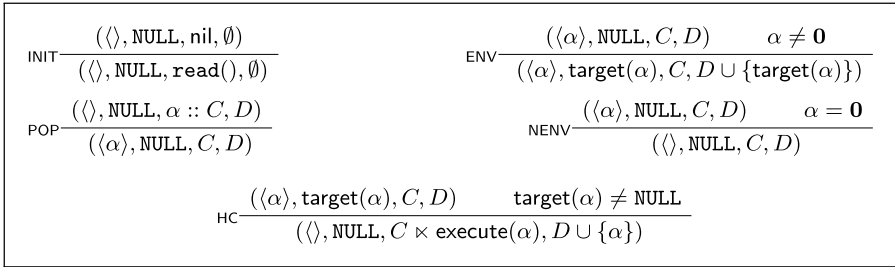 INIT (⟨⟩, NULL, nil, ∅) / (⟨⟩, NULL, read(), ∅)
ENV (⟨α⟩, NULL, C, D) α ≠ 0 / (⟨α⟩, target(α), C, D ∪ {target(α)})
POP (⟨⟩, NULL, α :: C, D) / (⟨α⟩, NULL, C, D)
NENV (⟨α⟩, NULL, C, D) α = 0 / (⟨⟩, NULL, C, D)
HC (⟨α⟩, target(α), C, D) target(α) ≠ NULL / (⟨⟩, NULL, C ⋉ execute(α), D ∪ {α})